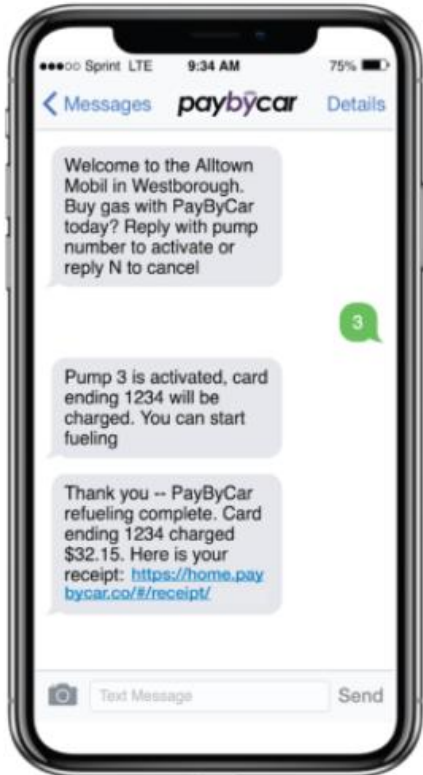 Sprint LTE 9:34 AM 75%
Messages paybycar Details
Welcome to the Alltown
Mobil in Westborough.
Buy gas with PayByCar
today? Reply with pump
number to activate or
reply N to cancel
3
Pump 3 is activated, card
ending 1234 will be
charged. You can start
fueling
Thank you -- PayByCar
refueling complete. Card
ending 1234 charged
$32.15. Here is your
receipt: https://home.pay
bycar.co/#/receipt/
Text Message Send